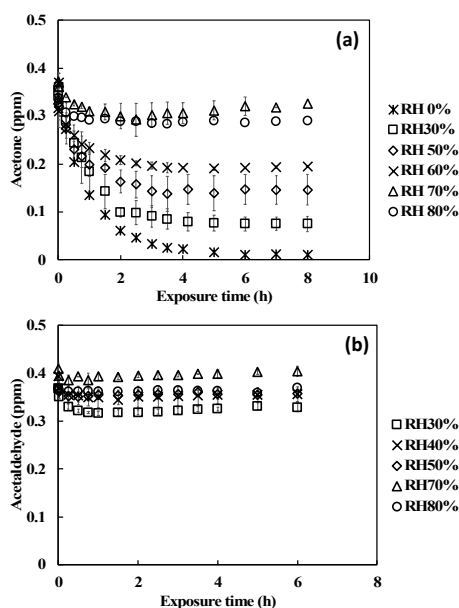 0.5
(a)
0.4
0.3
0.2
0.1
0
Acetone (ppm)
0 2 4 6 8 10
Exposure time (h)
RH 0%
RH30%
RH 50%
RH 60%
RH 70%
RH 80%
0.5
(b)
0.4
0.3
0.2
0.1
0
Acetaldehyde (ppm)
0 2 4 6 8
Exposure time (h)
RH30%
RH40%
RH50%
RH70%
RH80%